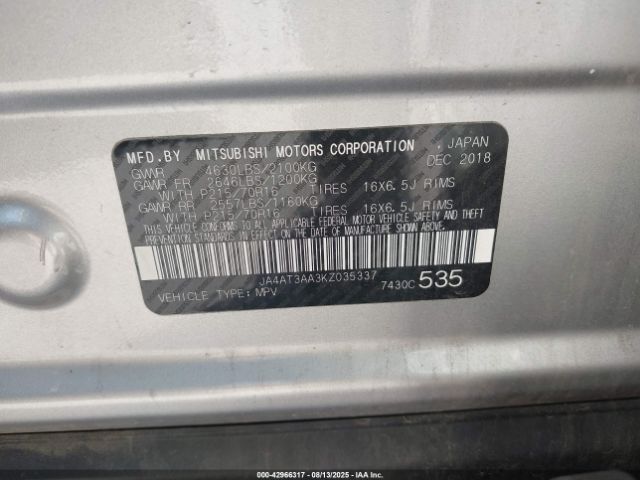 MFD.BY MITSUBISHI MOTORS CORPORATION JAPAN
GVWR 4630LBS/2100KG DEC 2018
GAWR FR 2646LBS/1200KG
WITH P215/70R16 TIRES 16X6.5J RIMS
GAWR RR 2557LBS/1160KG
WITH P215/70R16 TIRES 16X6.5J RIMS
THIS VEHICLE CONFORMS TO ALL APPLICABLE FEDERAL MOTOR VEHICLE SAFETY AND THEFT
PREVENTION STANDARDS IN EFFECT ON THE DATE OF MANUFACTURE SHOWN ABOVE.
JA4AT3AA3KZ035337
VEHICLE TYPE: MPV 7430C 535
000-42966317 - 08/13/2025 - IAAI.COM